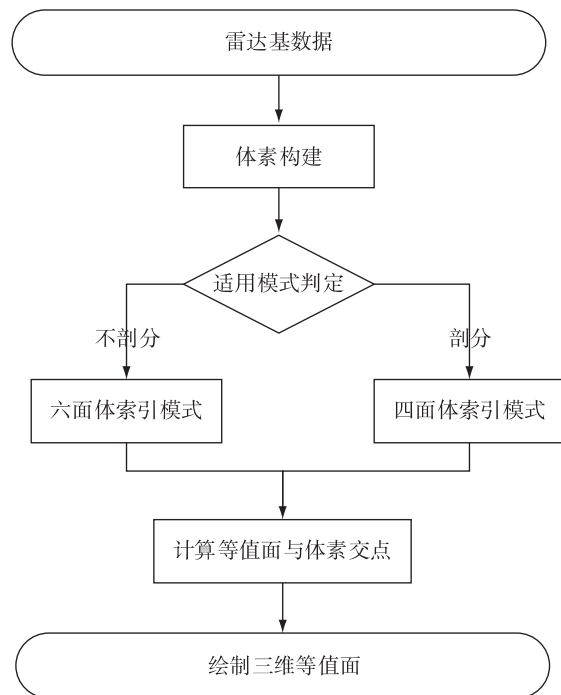 雷达基数据
体素构建
适用模式判定
不剖分
剖分
六面体索引模式
四面体索引模式
计算等值面与体素交点
绘制三维等值面